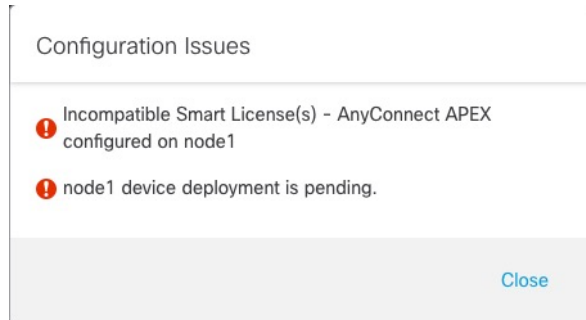 Configuration Issues
Incompatible Smart License(s) - AnyConnect APEX
configured on node1
node1 device deployment is pending.
Close